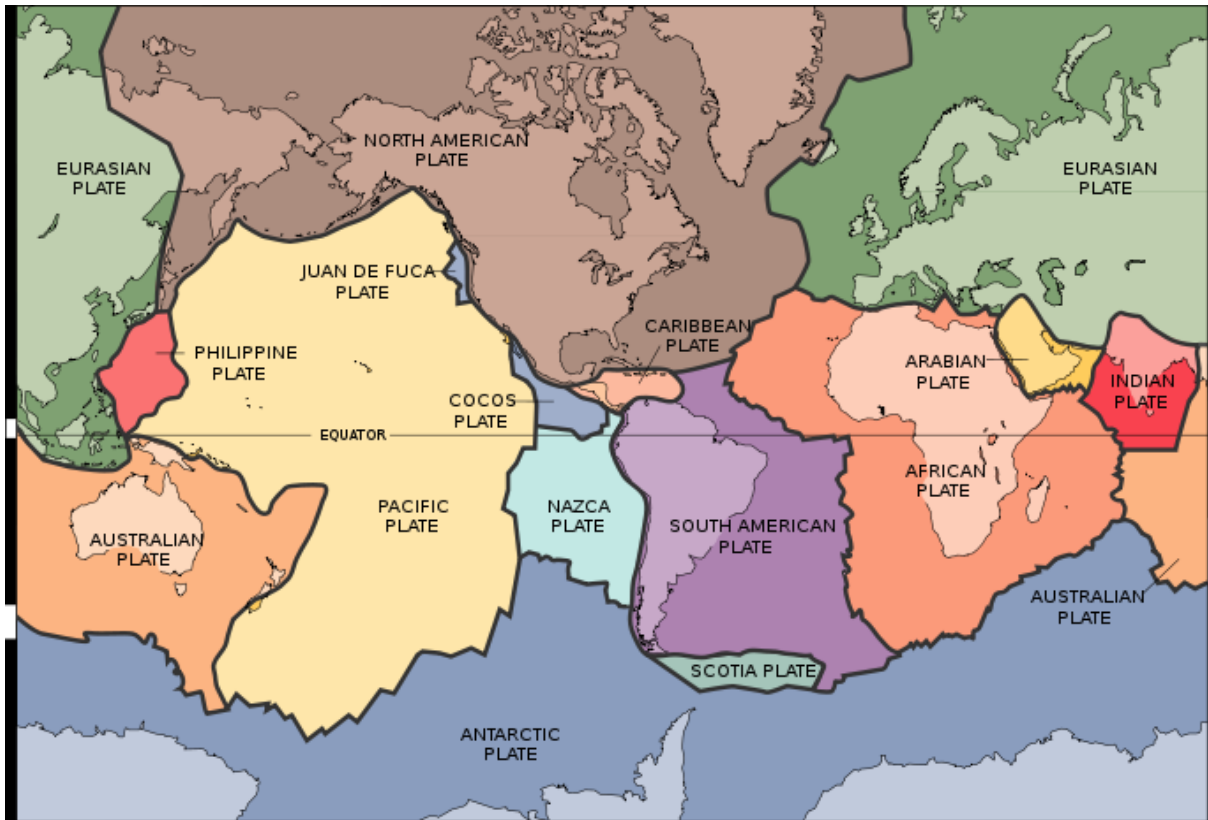 NORTH AMERICAN
PLATE
EURASIAN
PLATE
EURASIAN
PLATE
JUAN DE FUCA
PLATE
CARIBBEAN
PLATE
PHILIPPINE
PLATE
ARABIAN
PLATE
INDIAN
PLATE
COCOS
PLATE
EQUATOR
AFRICAN
PLATE
PACIFIC
PLATE
NAZCA
PLATE
SOUTH AMERICAN
PLATE
AUSTRALIAN
PLATE
AUSTRALIAN
PLATE
SCOTIA PLATE
ANTARCTIC
PLATE